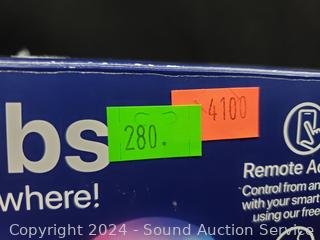 bs
280.
4100
where!
Remote Ac
Control from an
with your smart
using our free
Copyright 2024 - Sound Auction Service